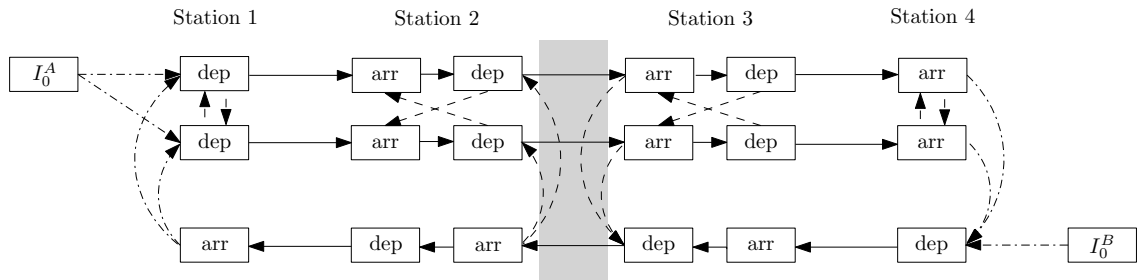 Station 1 Station 2 Station 3 Station 4
I_0^A dep arr dep arr dep arr
dep arr dep arr dep arr
arr dep arr dep arr dep I_0^B